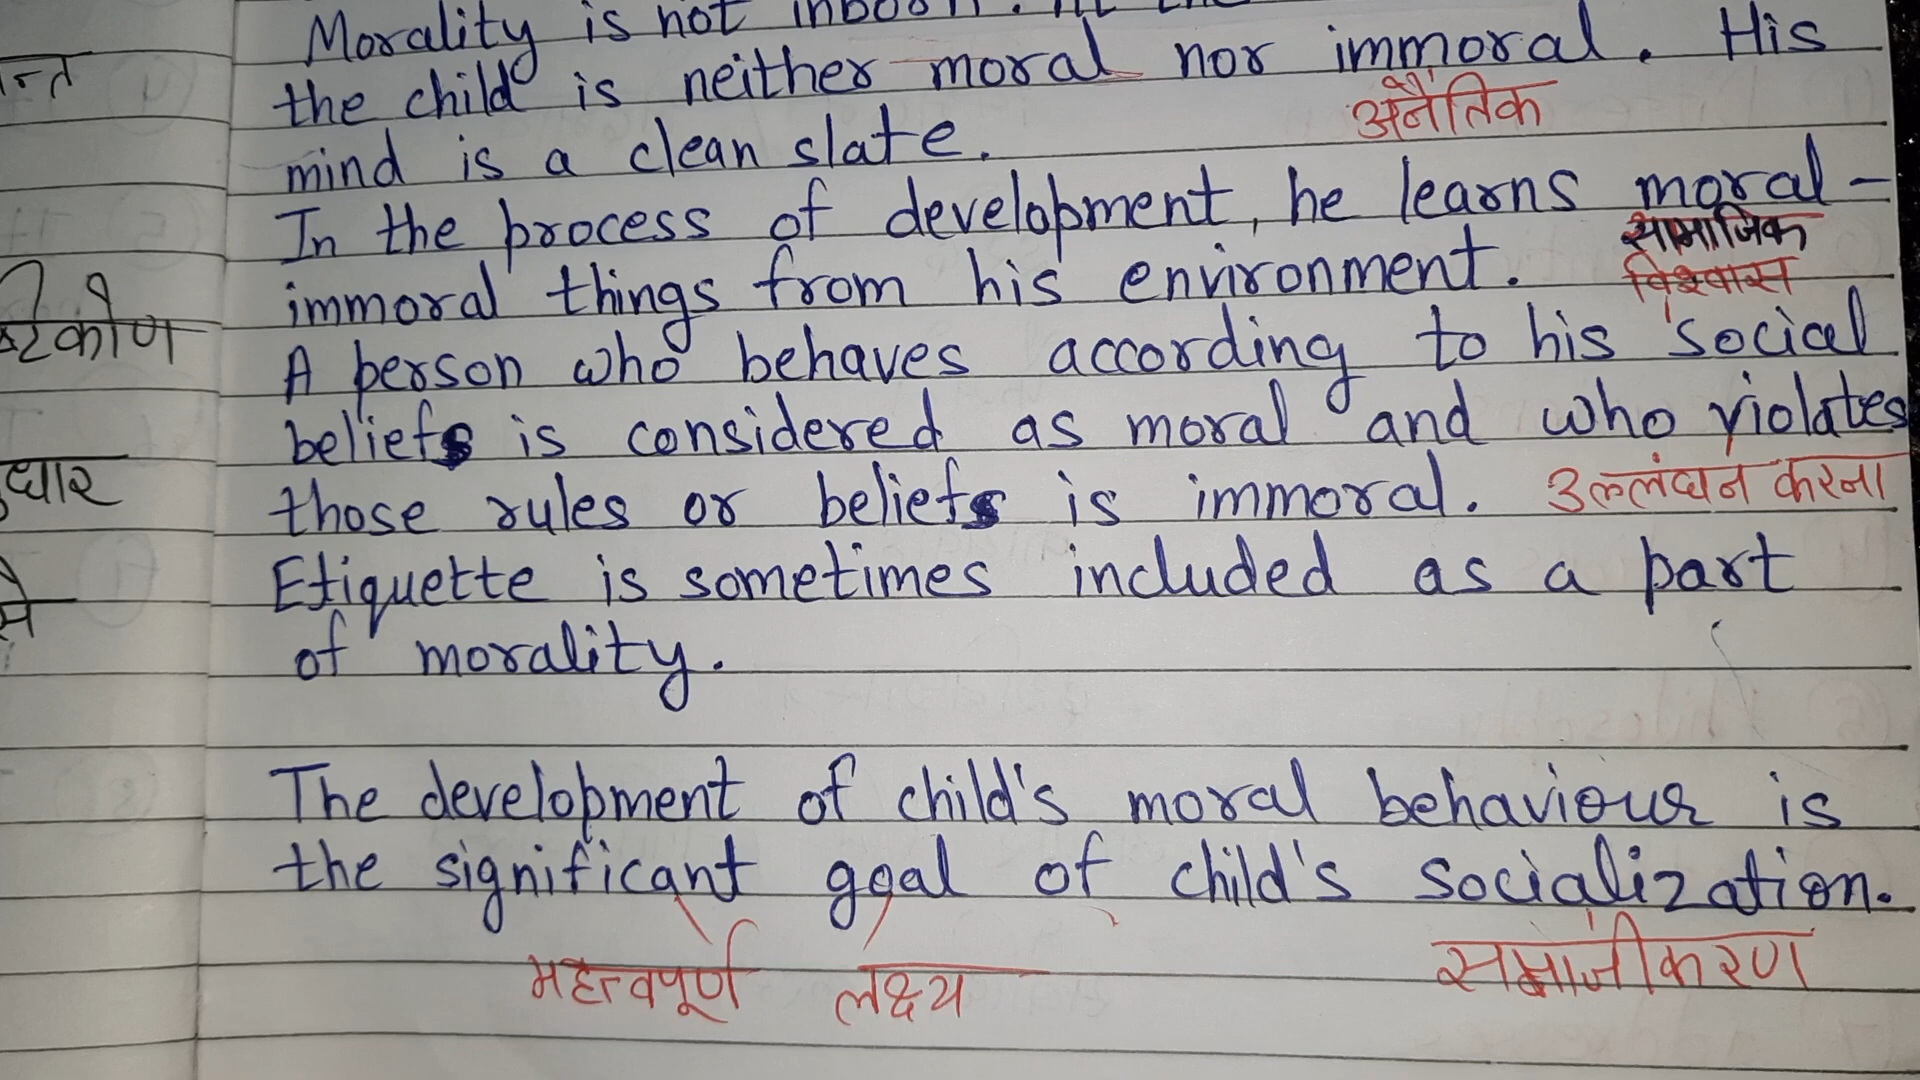 न्त
ष्टिकोण
धार
से
Morality is not inborn.
the child is neither moral nor immoral. His
अनैतिक
mind is a clean slate.
In the process of development, he learns moral-
सामाजिक
immoral things from his environment.
विश्वास
A person who behaves according to his social
beliefs is considered as moral and who violates
those rules or beliefs is immoral. उल्लंघन करना
Etiquette is sometimes included as a part
of morality.
The development of child's moral behaviour is
the significant goal of child's socialization.
महत्वपूर्ण लक्ष्य समाजीकरण